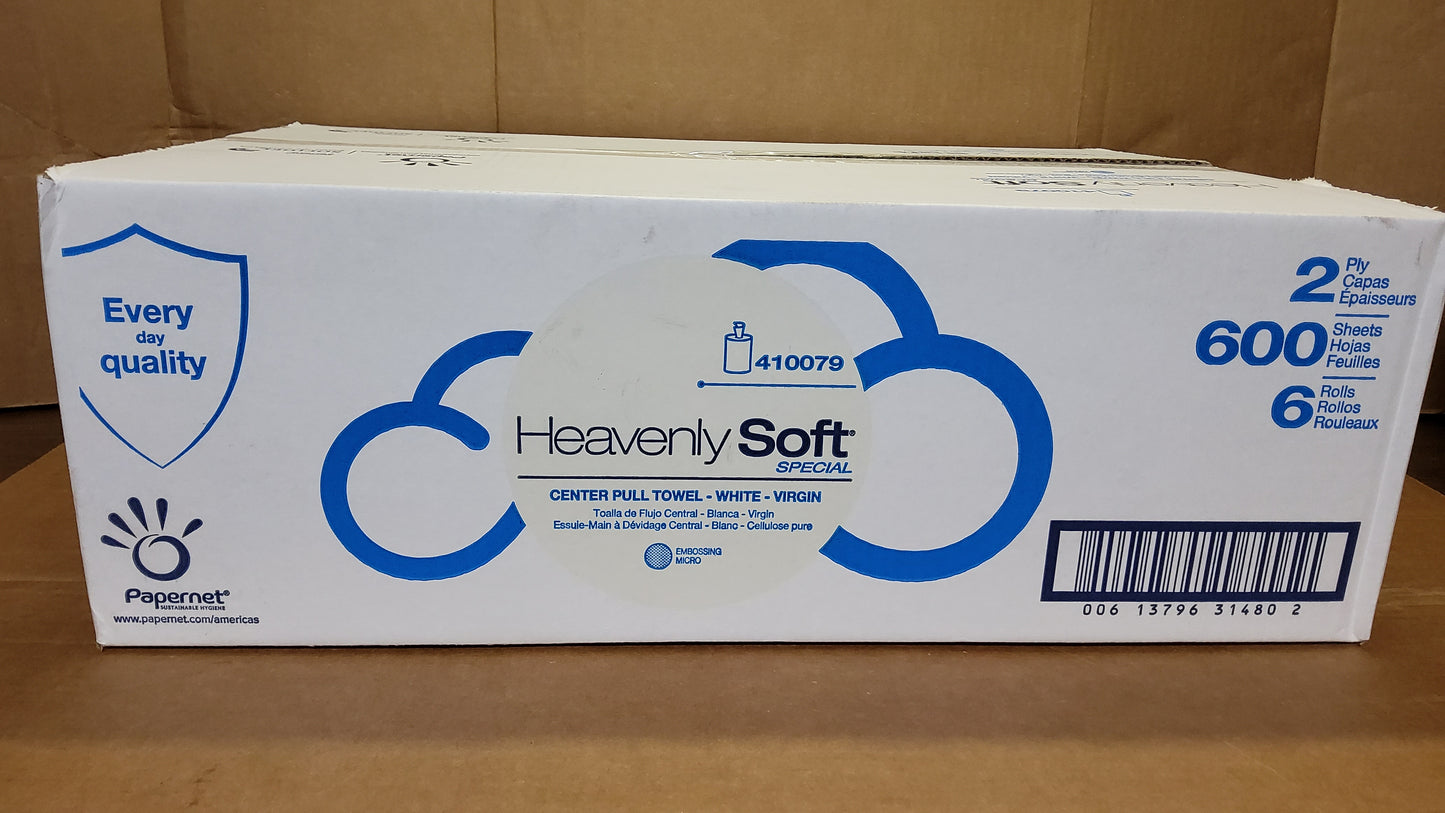 Heavenly Soft
Every
day
quality
Papernet®
SUSTAINABLE HYGIENE
www.papernet.com/americas
410079
Heavenly Soft®
SPECIAL
CENTER PULL TOWEL - WHITE - VIRGIN
Toalla de Flujo Central - Blanca - Virgin
Essuie-Main à Dévidage Central - Blanc - Cellulose pure
EMBOSSING
MICRO
2 Ply
Capas
Épaisseurs
600 Sheets
Hojas
Feuilles
6 Rolls
Rollos
Rouleaux
006 13796 31480 2